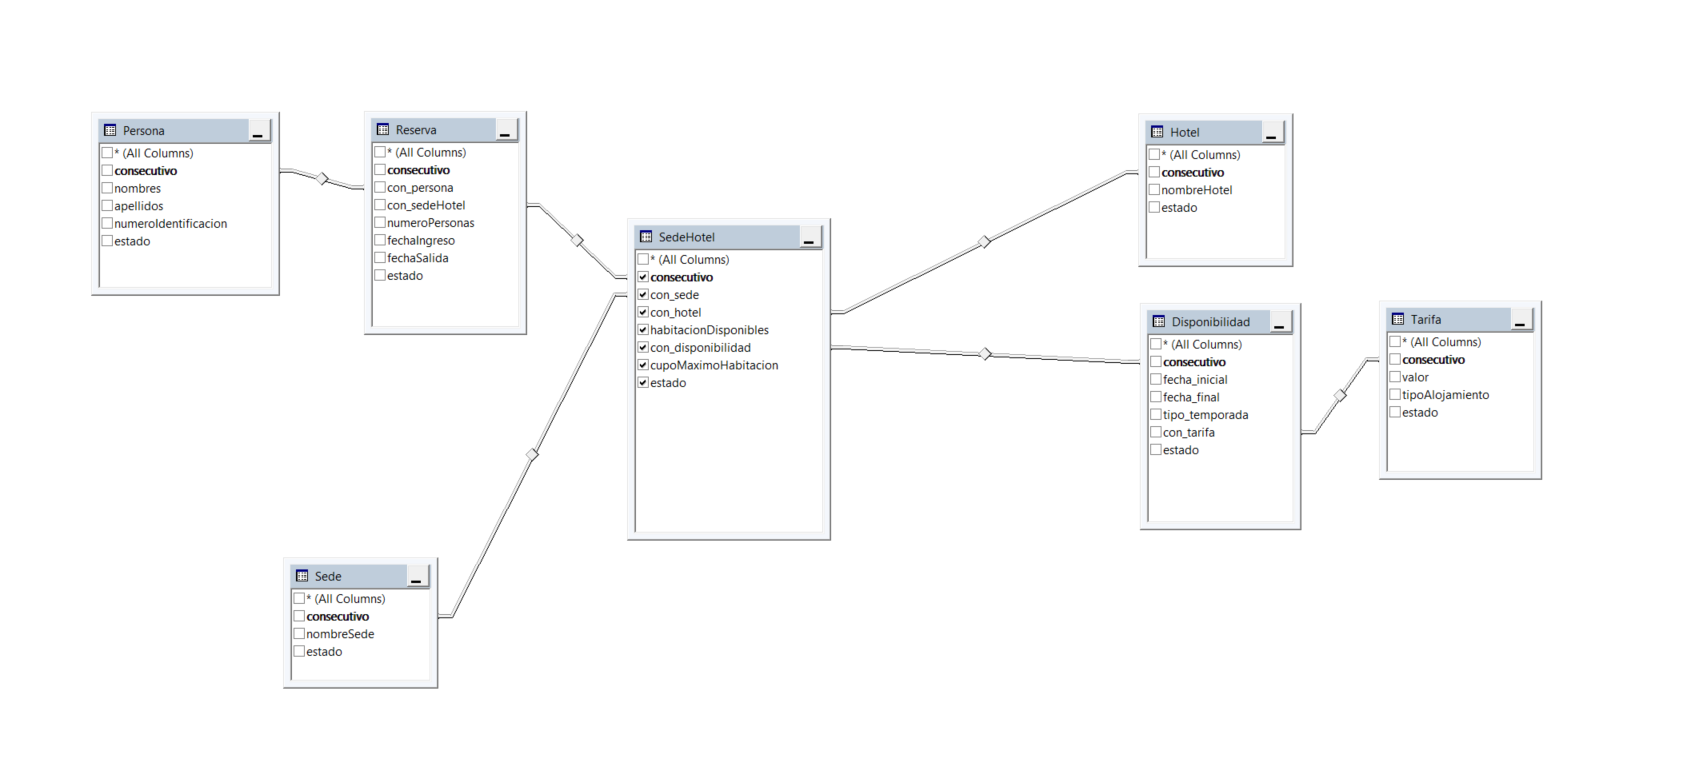 Persona
* (All Columns)
consecutivo
nombres
apellidos
numeroIdentificacion
estado
Reserva
* (All Columns)
consecutivo
con_persona
con_sedeHotel
numeroPersonas
fechaIngreso
fechaSalida
estado
SedeHotel
* (All Columns)
consecutivo
con_sede
con_hotel
habitacionDisponibles
con_disponibilidad
cupoMaximoHabitacion
estado
Hotel
* (All Columns)
consecutivo
nombreHotel
estado
Disponibilidad
* (All Columns)
consecutivo
fecha_inicial
fecha_final
tipo_temporada
con_tarifa
estado
Tarifa
* (All Columns)
consecutivo
valor
tipoAlojamiento
estado
Sede
* (All Columns)
consecutivo
nombreSede
estado